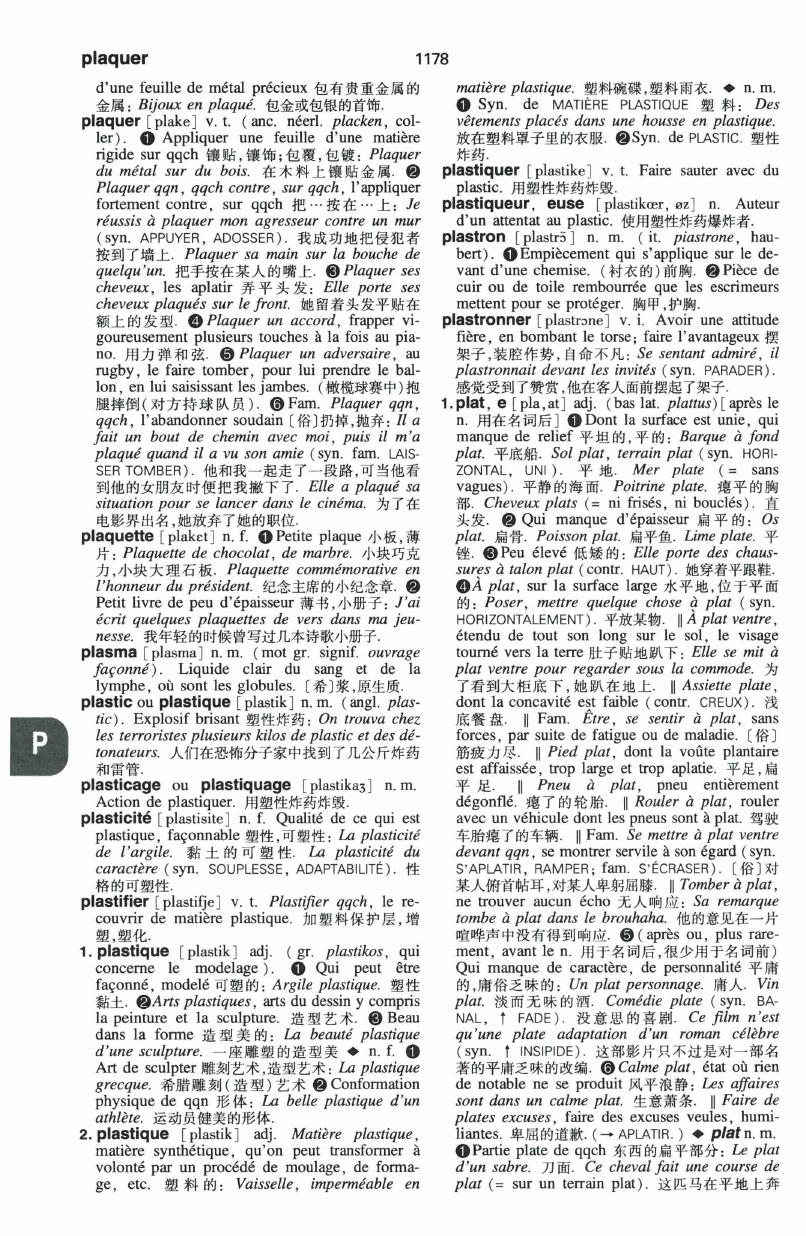 plaquer
1178
d'une feuille de métal précieux 包有贵重金属的
金属: Bijoux en plaqué. 包金或包银的首饰.
plaquer [plake] v. t. (anc. néerl. placken, col-
ler). ❶ Appliquer une feuille d'une matière
rigide sur qqch 镶贴,镶饰;包覆,包镀: Plaquer
du métal sur du bois. 在木料上镶贴金属. ❷
Plaquer qqn, qqch contre, sur qqch, l'appliquer
fortement contre, sur qqch 把…按在…上: Je
réussis à plaquer mon agresseur contre un mur
(syn. APPUYER, ADOSSER). 我成功地把侵犯者
按到了墙上. Plaquer sa main sur la bouche de
quelqu'un. 把手按在某人的嘴上. ❸ Plaquer ses
cheveux, les aplatir 弄平头发: Elle porte ses
cheveux plaqués sur le front. 她留着头发平贴在
额上的发型. ❹ Plaquer un accord, frapper vi-
goureusement plusieurs touches à la fois au pia-
no. 用力弹和弦. ❺ Plaquer un adversaire, au
rugby, le faire tomber, pour lui prendre le bal-
lon, en lui saisissant les jambes. (橄榄球赛中)抱
腿摔倒(对方持球队员). ❻ Fam. Plaquer qqn,
qqch, l'abandonner soudain [俗]扔掉,抛弃: Il a
fait un bout de chemin avec moi, puis il m'a
plaqué quand il a vu son amie (syn. fam. LAIS-
SER TOMBER). 他和我一起走了一段路,可当他看
到他的女朋友时便把我撇下了. Elle a plaqué sa
situation pour se lancer dans le cinéma. 为了在
电影界出名,她放弃了她的职位.
plaquette [plakɛt] n. f. ❶ Petite plaque 小板,薄
片: Plaquette de chocolat, de marbre. 小块巧克
力,小块大理石板. Plaquette commémorative en
l'honneur du président. 纪念主席的小纪念章. ❷
Petit livre de peu d'épaisseur 薄书,小册子: J'ai
écrit quelques plaquettes de vers dans ma jeu-
nesse. 我年轻的时候曾写过几本诗歌小册子.
plasma [plasma] n. m. (mot gr. signif. ouvrage
façonné). Liquide clair du sang et de la
lymphe, où sont les globules. [希]浆,原生质.
plastic ou plastique [plastik] n. m. (angl. plas-
tic). Explosif brisant 塑性炸药: On trouva chez
les terroristes plusieurs kilos de plastic et des dé-
tonateurs. 人们在恐怖分子家中找到了几公斤炸药
和雷管.
plasticage ou plastiquage [plastikaʒ] n. m.
Action de plastiquer. 用塑性炸药炸毁.
plasticité [plastisite] n. f. Qualité de ce qui est
plastique, façonnable 塑性,可塑性: La plasticité
de l'argile. 黏土的可塑性. La plasticité du
caractère (syn. SOUPLESSE, ADAPTABILITÉ). 性
格的可塑性.
plastifier [plastifje] v. t. Plastifier qqch, le re-
couvrir de matière plastique. 加塑料保护层,增
塑,塑化.
1. plastique [plastik] adj. (gr. plastikos, qui
concerne le modelage). ❶ Qui peut être
façonné, modelé 可塑的: Argile plastique. 塑性
黏土. ❷ Arts plastiques, arts du dessin y compris
la peinture et la sculpture. 造型艺术. ❸ Beau
dans la forme 造型美的: La beauté plastique
d'une sculpture. 一座雕塑的造型美 ◆ n. f. ❶
Art de sculpter 雕刻艺术,造型艺术: La plastique
grecque. 希腊雕刻(造型)艺术 ❷ Conformation
physique de qqn 形体: La belle plastique d'un
athlète. 运动员健美的形体.
2. plastique [plastik] adj. Matière plastique,
matière synthétique, qu'on peut transformer à
volonté par un procédé de moulage, de forma-
ge, etc. 塑料的: Vaisselle, imperméable en
matière plastique. 塑料碗碟,塑料雨衣. ◆ n. m.
❶ Syn. de MATIÈRE PLASTIQUE 塑料: Des
vêtements placés dans une housse en plastique.
放在塑料罩子里的衣服. ❷ Syn. de PLASTIC. 塑性
炸药.
plastiquer [plastike] v. t. Faire sauter avec du
plastic. 用塑性炸药炸毁.
plastiqueur, euse [plastikœr, øz] n. Auteur
d'un attentat au plastic. 使用塑性炸药爆炸者.
plastron [plastrɔ̃] n. m. (it. piastrone, hau-
bert). ❶ Empiècement qui s'applique sur le de-
vant d'une chemise. (衬衣的)前胸. ❷ Pièce de
cuir ou de toile rembourrée que les escrimeurs
mettent pour se protéger. 胸甲,护胸.
plastronner [plastrɔne] v. i. Avoir une attitude
fière, en bombant le torse; faire l'avantageux 摆
架子,装腔作势,自命不凡: Se sentant admiré, il
plastronnait devant les invités (syn. PARADER).
感觉受到了赞赏,他在客人面前摆起了架子.
1. plat, e [pla, at] adj. (bas lat. plattus) [après le
n. 用在名词后] ❶ Dont la surface est unie, qui
manque de relief 平坦的,平的: Barque à fond
plat. 平底船. Sol plat, terrain plat (syn. HORI-
ZONTAL, UNI). 平地. Mer plate (= sans
vagues). 平静的海面. Poitrine plate. 瘪平的胸
部. Cheveux plats (= ni frisés, ni bouclés). 直
头发. ❷ Qui manque d'épaisseur 扁平的: Os
plat. 扁骨. Poisson plat. 扁平鱼. Lime plate. 平
锉. ❸ Peu élevé 低矮的: Elle porte des chaus-
sures à talon plat (contr. HAUT). 她穿着平跟鞋.
❹ À plat, sur la surface large 水平地,位于平面
的: Poser, mettre quelque chose à plat (syn.
HORIZONTALEMENT). 平放某物. ‖ À plat ventre,
étendu de tout son long sur le sol, le visage
tourné vers la terre 肚子贴地趴下: Elle se mit à
plat ventre pour regarder sous la commode. 为
了看到大柜底下,她趴在地上. ‖ Assiette plate,
dont la concavité est faible (contr. CREUX). 浅
底餐盘. ‖ Fam. Être, se sentir à plat, sans
forces, par suite de fatigue ou de maladie. [俗]
筋疲力尽. ‖ Pied plat, dont la voûte plantaire
est affaissée, trop large et trop aplatie. 平足,扁
平足. ‖ Pneu à plat, pneu entièrement
dégonflé. 瘪了的轮胎. ‖ Rouler à plat, rouler
avec un véhicule dont les pneus sont à plat. 驾驶
车胎瘪了的车辆. ‖ Fam. Se mettre à plat ventre
devant qqn, se montrer servile à son égard (syn.
S'APLATIR, RAMPER; fam. S'ÉCRASER). [俗]对
某人俯首帖耳,对某人卑躬屈膝. ‖ Tomber à plat,
ne trouver aucun écho 无人响应: Sa remarque
tombe à plat dans le brouhaha. 他的意见在一片
喧哗声中没有得到响应. ❺ (après ou, plus rare-
ment, avant le n. 用于名词后,很少用于名词前)
Qui manque de caractère, de personnalité 平庸
的,庸俗乏味的: Un plat personnage. 庸人. Vin
plat. 淡而无味的酒. Comédie plate (syn. BA-
NAL, ↑ FADE). 没意思的喜剧. Ce film n'est
qu'une plate adaptation d'un roman célèbre
(syn. ↑ INSIPIDE). 这部影片只不过是对一部名
著的平庸乏味的改编. ❻ Calme plat, état où rien
de notable ne se produit 风平浪静: Les affaires
sont dans un calme plat. 生意萧条. ‖ Faire de
plates excuses, faire des excuses veules, humi-
liantes. 卑屈的道歉. (→ APLATIR.) ◆ plat n. m.
❶ Partie plate de qqch 东西的扁平部分: Le plat
d'un sabre. 刀面. Ce cheval fait une course de
plat (= sur un terrain plat). 这匹马在平地上奔
P